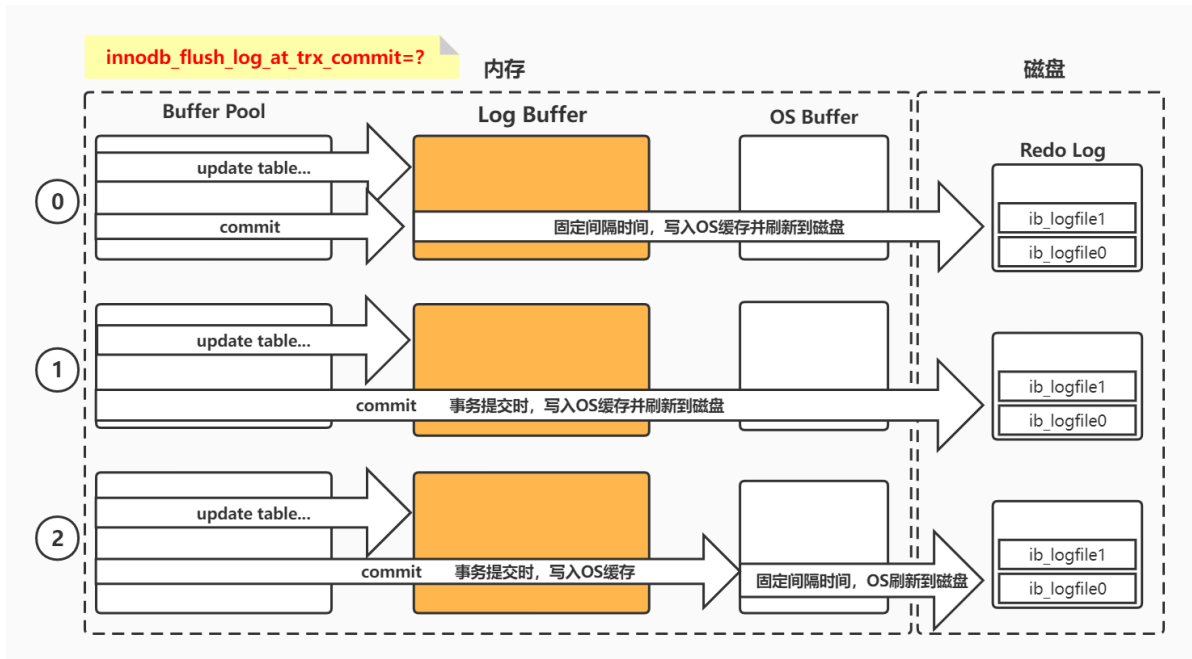 innodb_flush_log_at_trx_commit=?
内存
磁盘
Buffer Pool
Log Buffer
OS Buffer
Redo Log
0
update table...
commit
固定间隔时间，写入OS缓存并刷新到磁盘
ib_logfile1
ib_logfile0
1
update table...
commit 事务提交时，写入OS缓存并刷新到磁盘
ib_logfile1
ib_logfile0
2
update table...
commit 事务提交时，写入OS缓存
固定间隔时间，OS刷新到磁盘
ib_logfile1
ib_logfile0